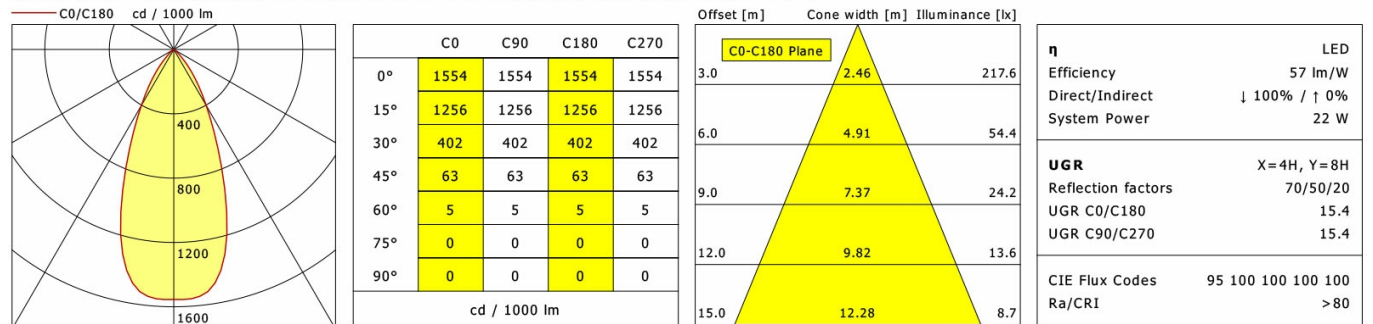 C0/C180 cd / 1000 lm
400
800
1200
1600
C0 C90 C180 C270
0° 1554 1554 1554 1554
15° 1256 1256 1256 1256
30° 402 402 402 402
45° 63 63 63 63
60° 5 5 5 5
75° 0 0 0 0
90° 0 0 0 0
cd / 1000 lm
Offset [m] Cone width [m] Illuminance [lx]
C0-C180 Plane
3.0 2.46 217.6
6.0 4.91 54.4
9.0 7.37 24.2
12.0 9.82 13.6
15.0 12.28 8.7
η LED
Efficiency 57 lm/W
Direct/Indirect ↓ 100% / ↑ 0%
System Power 22 W
UGR X=4H, Y=8H
Reflection factors 70/50/20
UGR C0/C180 15.4
UGR C90/C270 15.4
CIE Flux Codes 95 100 100 100 100
Ra/CRI >80